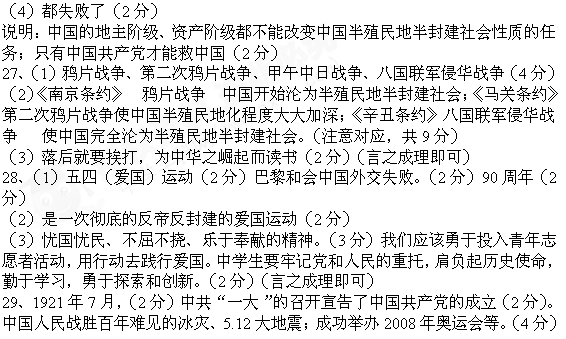 （4）都失败了（2分）
说明：中国的地主阶级、资产阶级都不能改变中国半殖民地半封建社会性质的任
务；只有中国共产党才能救中国（2分）
27、（1）鸦片战争、第二次鸦片战争、甲午中日战争、八国联军侵华战争（4分）
（2）《南京条约》 鸦片战争 中国开始沦为半殖民地半封建社会；《马关条约》
第二次鸦片战争使中国半殖民地化程度大大加深；《辛丑条约》八国联军侵华战
争 使中国完全沦为半殖民地半封建社会。（注意对应，共9分）
（3）落后就要挨打，为中华之崛起而读书（2分）（言之成理即可）
28、（1）五四（爱国）运动（2分）巴黎和会中国外交失败。（2分）90周年（2
分）
（2）是一次彻底的反帝反封建的爱国运动（2分）
（3）忧国忧民、不屈不挠、乐于奉献的精神。（3分）我们应该勇于投入青年志
愿者活动，用行动去践行爱国。中学生要牢记党和人民的重托，肩负起历史使命，
勤于学习，勇于探索和创新。（2分）（言之成理即可）
29、1921年7月，（2分）中共“一大”的召开宣告了中国共产党的成立（2分）。
中国人民战胜百年难见的冰灾、5.12大地震；成功举办2008年奥运会等。（4分）